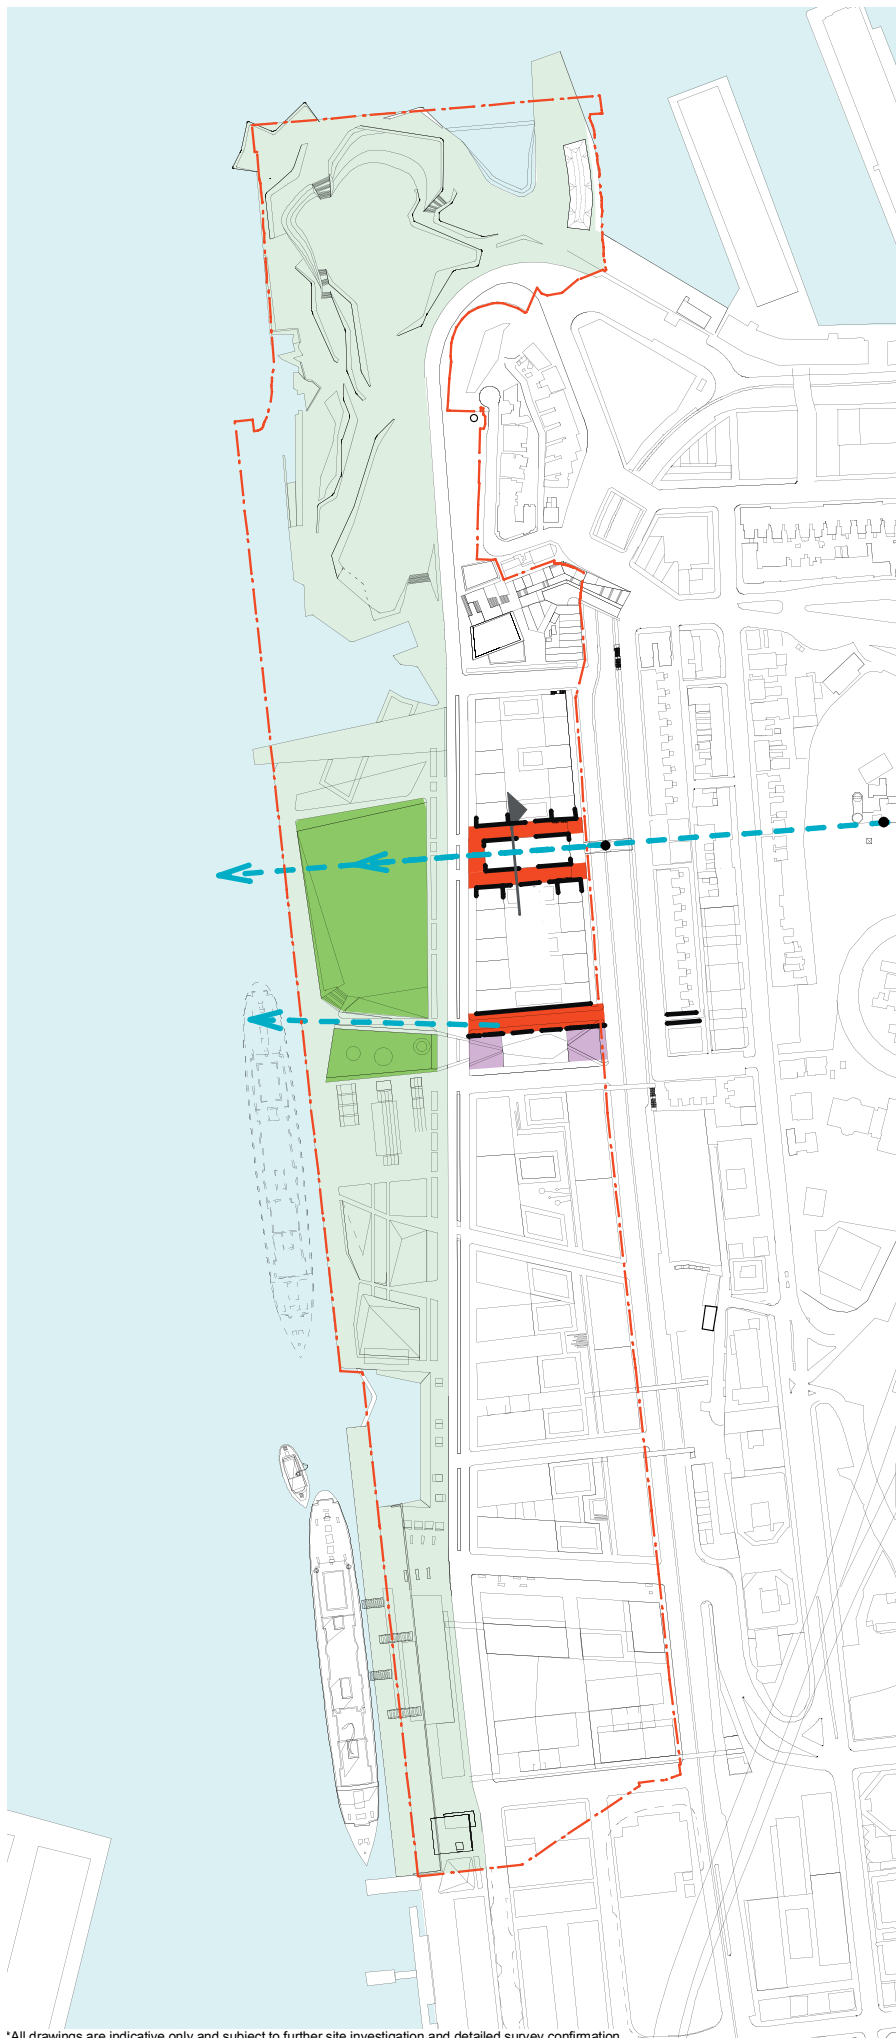 *All drawings are indicative only and subject to further site investigation and detailed survey confirmation